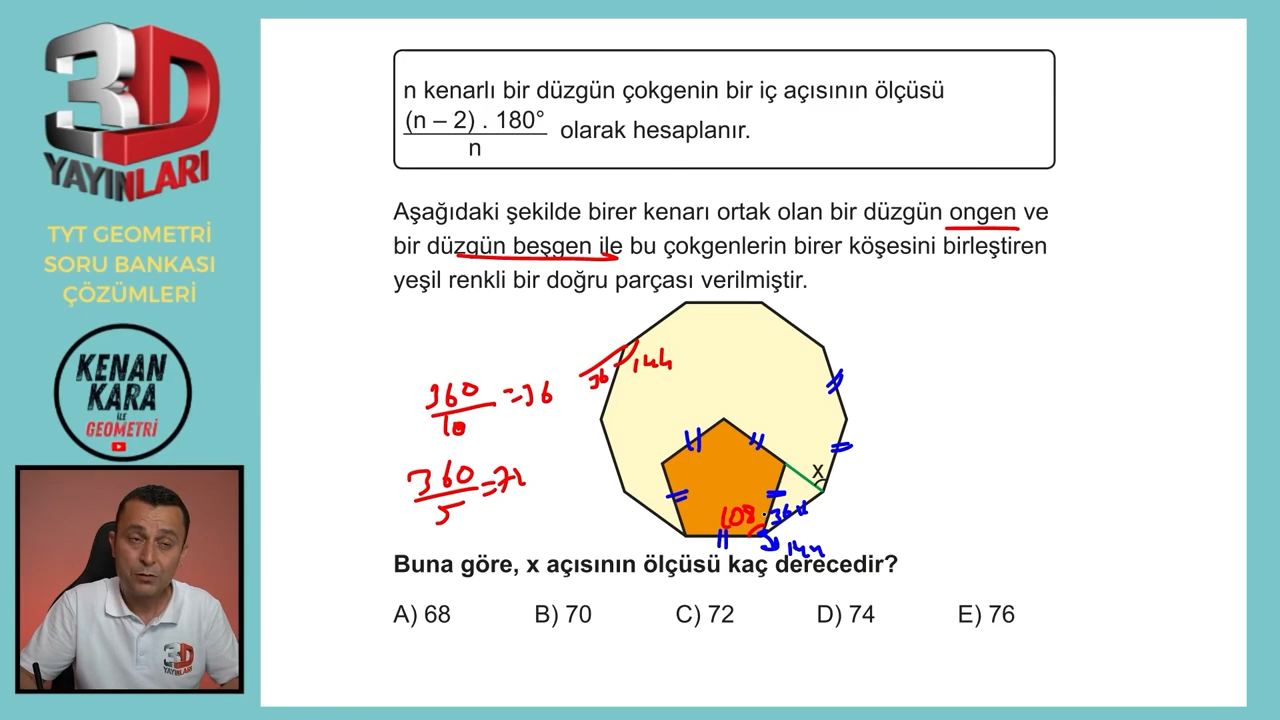 3D
YAYINLARI
TYT GEOMETRİ
SORU BANKASI
ÇÖZÜMLERİ
KENAN
KARA
İLE
GEOMETRİ
3D
YAYINLARI
n kenarlı bir düzgün çokgenin bir iç açısının ölçüsü
(n – 2) . 180°
n
olarak hesaplanır.
Aşağıdaki şekilde birer kenarı ortak olan bir düzgün ongen ve
bir düzgün beşgen ile bu çokgenlerin birer köşesini birleştiren
yeşil renkli bir doğru parçası verilmiştir.
36 144
360
10
=36
360
5
=72
x
108 36
144
Buna göre, x açısının ölçüsü kaç derecedir?
A) 68 B) 70 C) 72 D) 74 E) 76